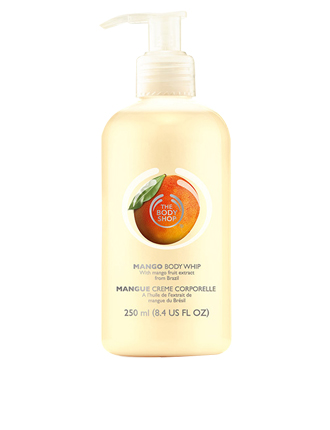 THE
BODY
SHOP
MANGO BODY WHIP
With mango fruit extract
from Brazil
MANGUE CREME CORPORELLE
A l'huile de l'extrait de
mangue du Brésil
250 ml (8.4 US FL OZ)